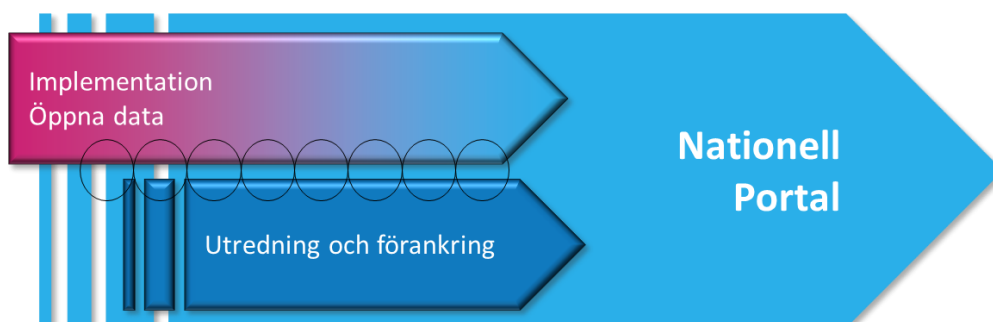 Implementation
Öppna data
Nationell
Portal
Utredning och förankring